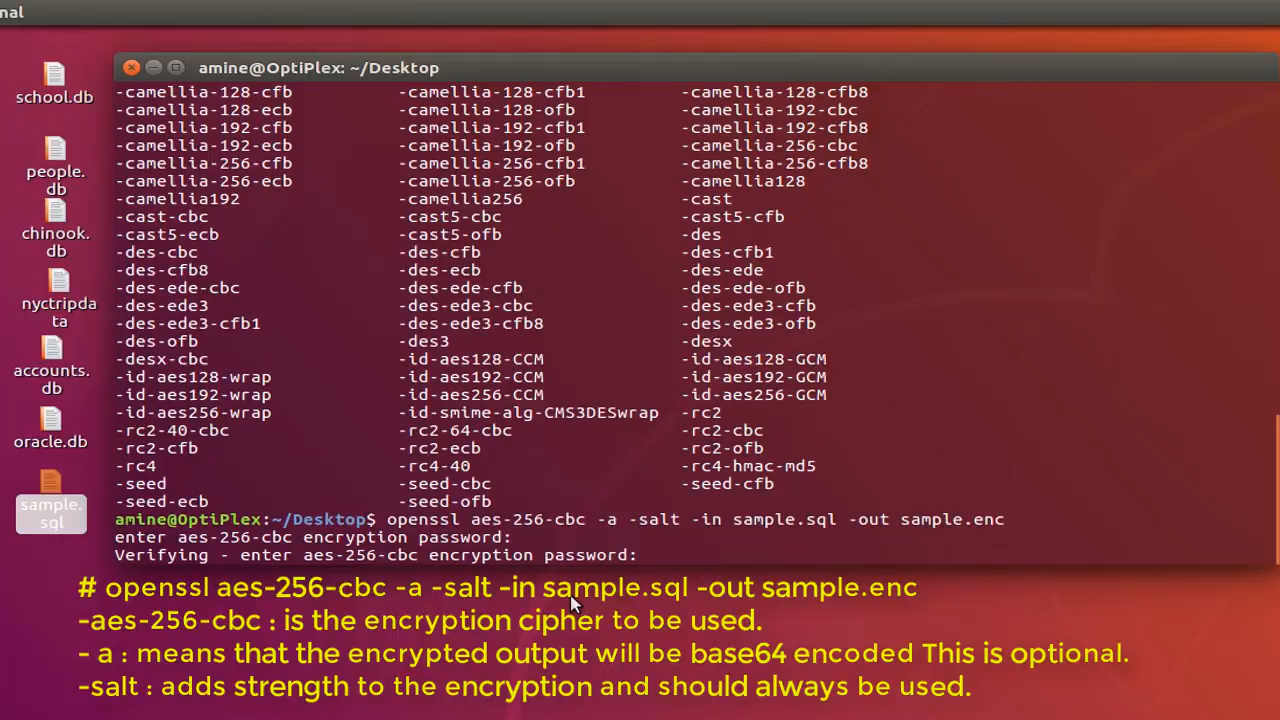 nal
school.db
people.
db
chinook.
db
nyctripda
ta
accounts.
db
oracle.db
sample.
sql
amine@OptiPlex: ~/Desktop
-camellia-128-cfb -camellia-128-cfb1 -camellia-128-cfb8
-camellia-128-ecb -camellia-128-ofb -camellia-192-cbc
-camellia-192-cfb -camellia-192-cfb1 -camellia-192-cfb8
-camellia-192-ecb -camellia-192-ofb -camellia-256-cbc
-camellia-256-cfb -camellia-256-cfb1 -camellia-256-cfb8
-camellia-256-ecb -camellia-256-ofb -camellia128
-camellia192 -camellia256 -cast
-cast-cbc -cast5-cbc -cast5-cfb
-cast5-ecb -cast5-ofb -des
-des-cbc -des-cfb -des-cfb1
-des-cfb8 -des-ecb -des-ede
-des-ede-cbc -des-ede-cfb -des-ede-ofb
-des-ede3 -des-ede3-cbc -des-ede3-cfb
-des-ede3-cfb1 -des-ede3-cfb8 -des-ede3-ofb
-des-ofb -des3 -desx
-desx-cbc -id-aes128-CCM -id-aes128-GCM
-id-aes128-wrap -id-aes192-CCM -id-aes192-GCM
-id-aes192-wrap -id-aes256-CCM -id-aes256-GCM
-id-aes256-wrap -id-smime-alg-CMS3DESwrap -rc2
-rc2-40-cbc -rc2-64-cbc -rc2-cbc
-rc2-cfb -rc2-ecb -rc2-ofb
-rc4 -rc4-40 -rc4-hmac-md5
-seed -seed-cbc -seed-cfb
-seed-ecb -seed-ofb
amine@OptiPlex:~/Desktop$ openssl aes-256-cbc -a -salt -in sample.sql -out sample.enc
enter aes-256-cbc encryption password:
Verifying - enter aes-256-cbc encryption password:
# openssl aes-256-cbc -a -salt -in sample.sql -out sample.enc
-aes-256-cbc : is the encryption cipher to be used.
- a : means that the encrypted output will be base64 encoded This is optional.
-salt : adds strength to the encryption and should always be used.